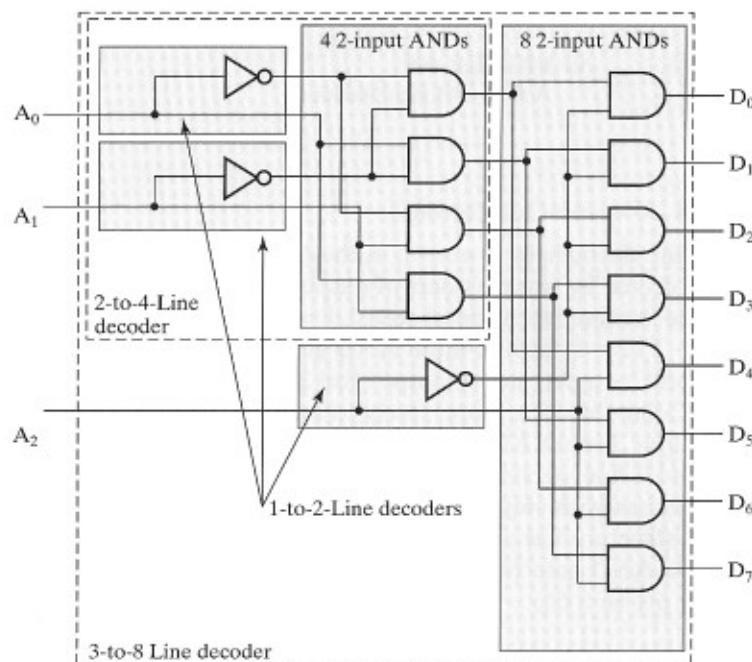 4 2-input ANDs
8 2-input ANDs
A0
A1
2-to-4-Line
decoder
A2
1-to-2-Line decoders
3-to-8 Line decoder
D0
D1
D2
D3
D4
D5
D6
D7